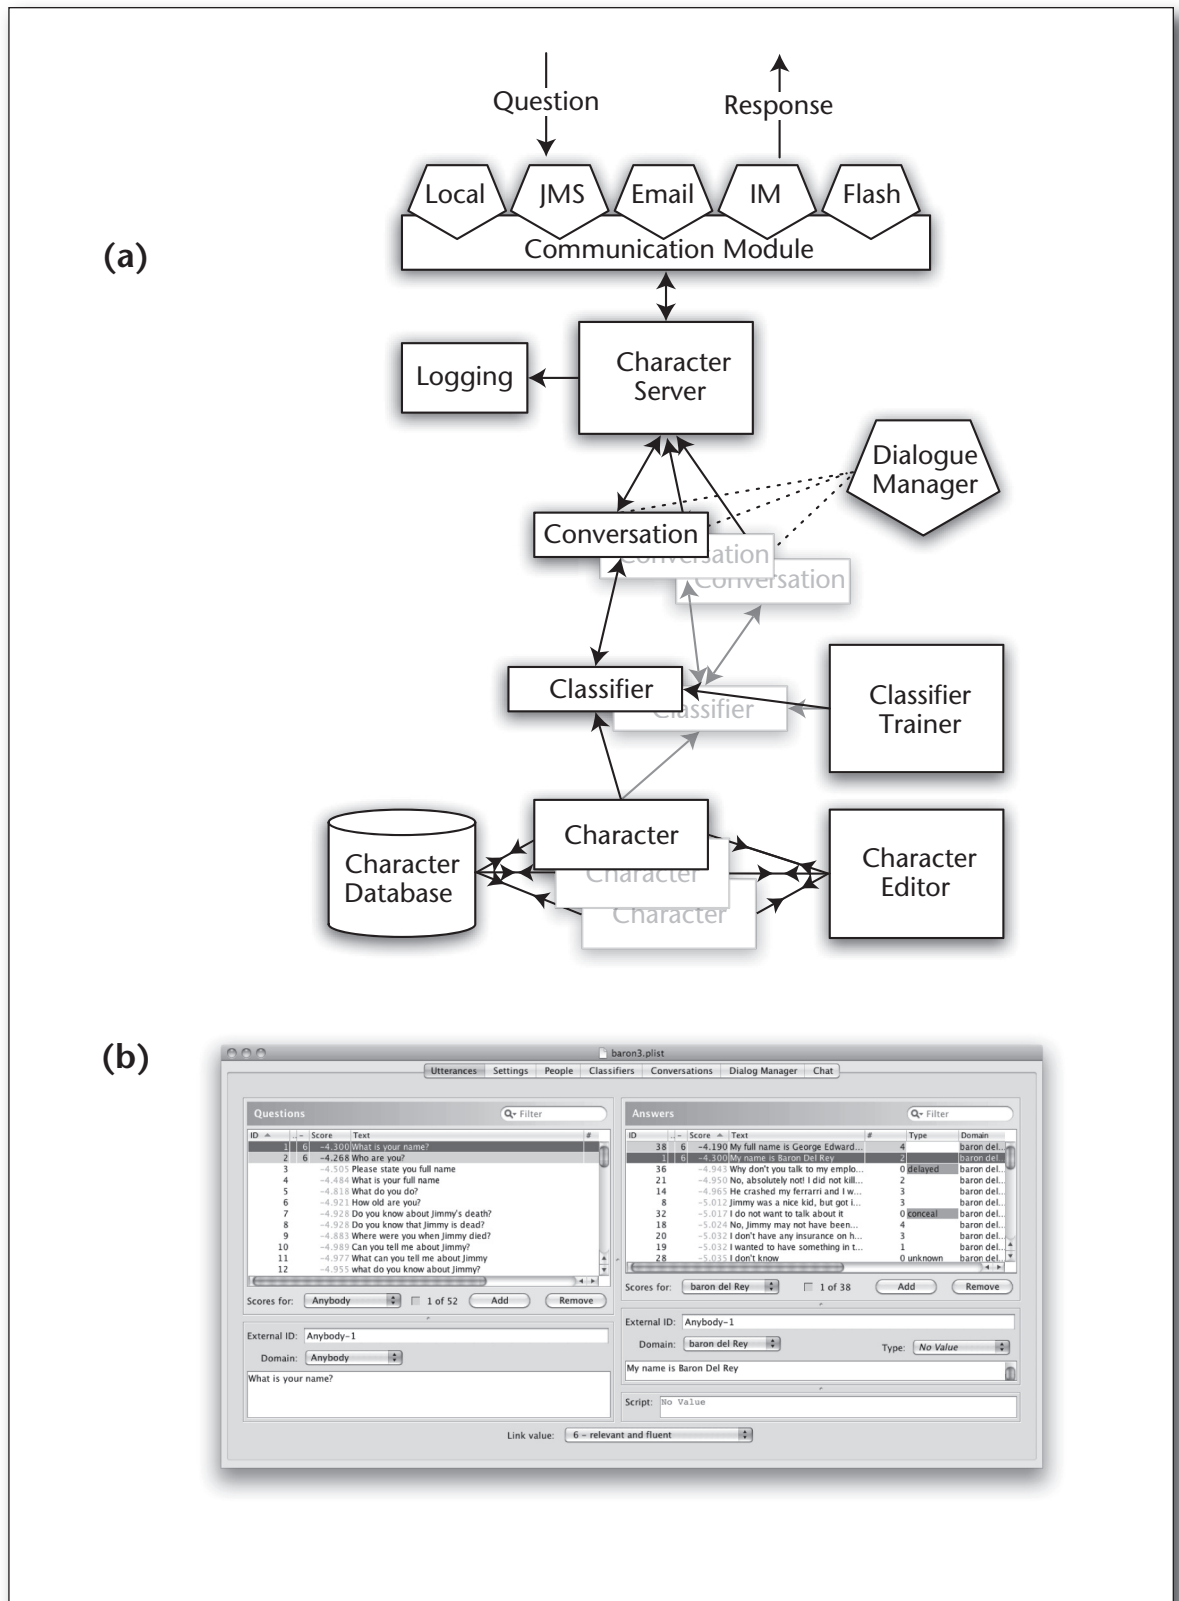 Question
Response
Local
JMS
Email
IM
Flash
Communication Module
(a)
Logging
Character
Server
Dialogue
Manager
Conversation
Conversation
Conversation
Classifier
Classifier
Classifier
Trainer
Character
Database
Character
Character
Character
Character
Editor
(b)
baron3.plist
Utterances Settings People Classifiers Conversations Dialog Manager Chat
Questions
Filter
ID .. - Score Text #
1 6 -4.300 What is your name?
2 6 -4.268 Who are you?
3 -4.505 Please state you full name
4 -4.484 What is your full name
5 -4.818 What do you do?
6 -4.921 How old are you?
7 -4.928 Do you know about Jimmy's death?
8 -4.928 Do you know that Jimmy is dead?
9 -4.883 Where were you when Jimmy died?
10 -4.989 Can you tell me about Jimmy?
11 -4.977 What can you tell me about Jimmy
12 -4.955 what do you know about Jimmy?
Scores for: Anybody 1 of 52 Add Remove
External ID: Anybody-1
Domain: Anybody
What is your name?
Answers
Filter
ID .. - Score Text # Type Domain
38 6 -4.190 My full name is George Edward... 4 baron del...
1 6 -4.300 My name is Baron Del Rey 2 baron del...
36 -4.943 Why don't you talk to my emplo... 0 delayed baron del...
21 -4.950 No, absolutely not! I did not kill... 2 baron del...
14 -4.965 He crashed my ferrarri and I w... 3 baron del...
8 -5.012 Jimmy was a nice kid, but got i... 3 baron del...
32 -5.017 I do not want to talk about it 0 conceal baron del...
18 -5.024 No, Jimmy may not have been... 4 baron del...
20 -5.032 I don't have any insurance on h... 3 baron del...
19 -5.032 I wanted to have something in t... 1 baron del...
28 -5.035 I don't know 0 unknown baron del...
Scores for: baron del Rey 1 of 38 Add Remove
External ID: Anybody-1
Domain: baron del Rey Type: No Value
My name is Baron Del Rey
Script: No Value
Link value: 6 - relevant and fluent